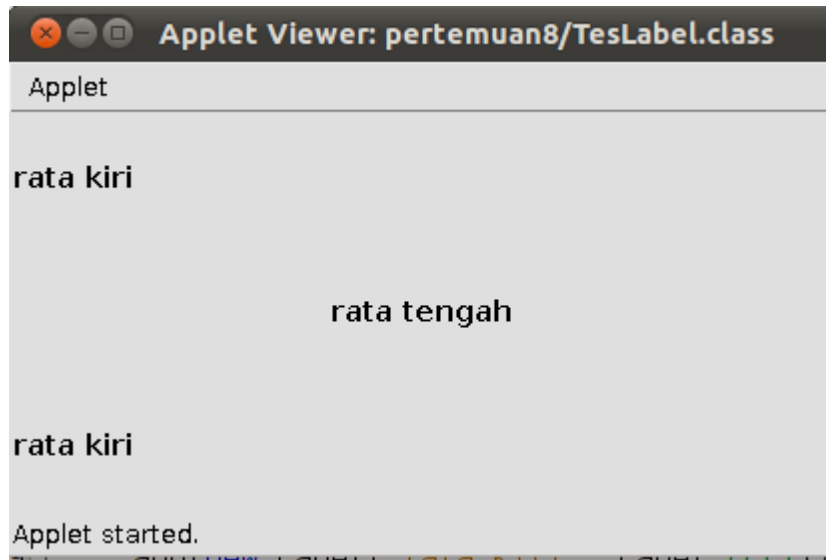 Applet Viewer: pertemuan8/TesLabel.class
Applet
rata kiri
rata tengah
rata kiri
Applet started.